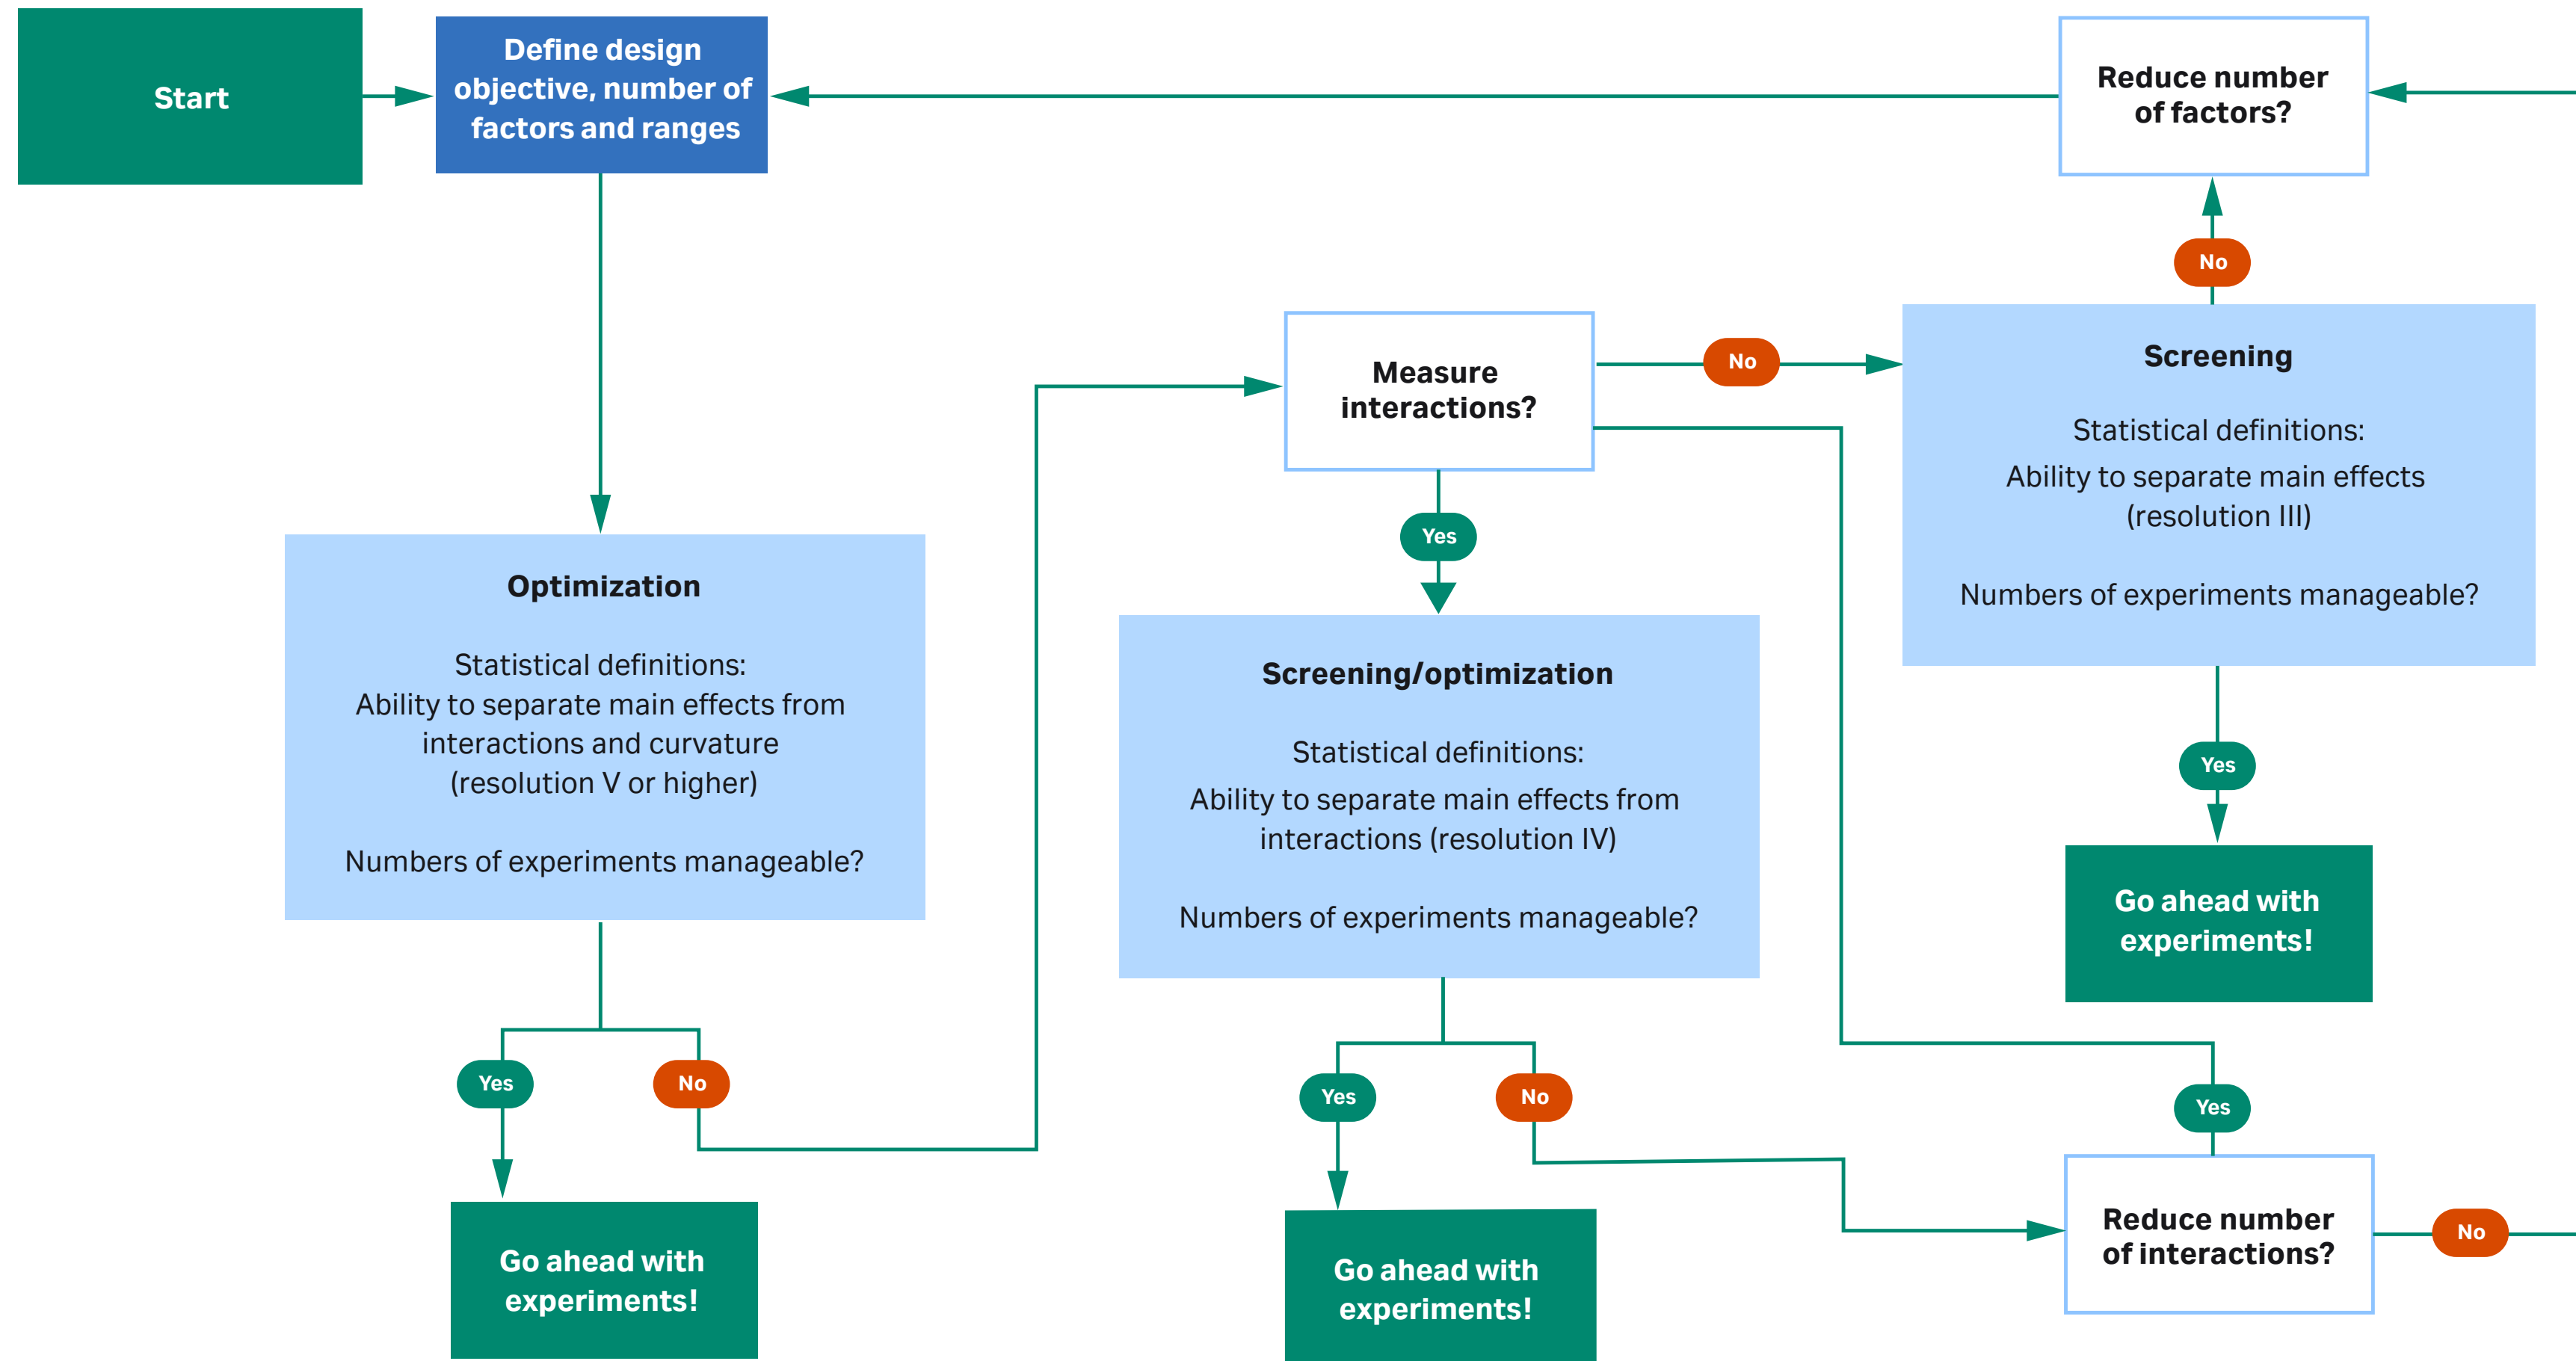 Start
Define design
objective, number of
factors and ranges
Reduce number
of factors?
No
Measure
interactions?
No
Screening
Statistical definitions:
Ability to separate main effects
(resolution III)
Numbers of experiments manageable?
Yes
Optimization
Statistical definitions:
Ability to separate main effects from
interactions and curvature
(resolution V or higher)
Numbers of experiments manageable?
Screening/optimization
Statistical definitions:
Ability to separate main effects from
interactions (resolution IV)
Numbers of experiments manageable?
Yes
Go ahead with
experiments!
Yes
No
Yes
No
Yes
Go ahead with
experiments!
Go ahead with
experiments!
Reduce number
of interactions?
No